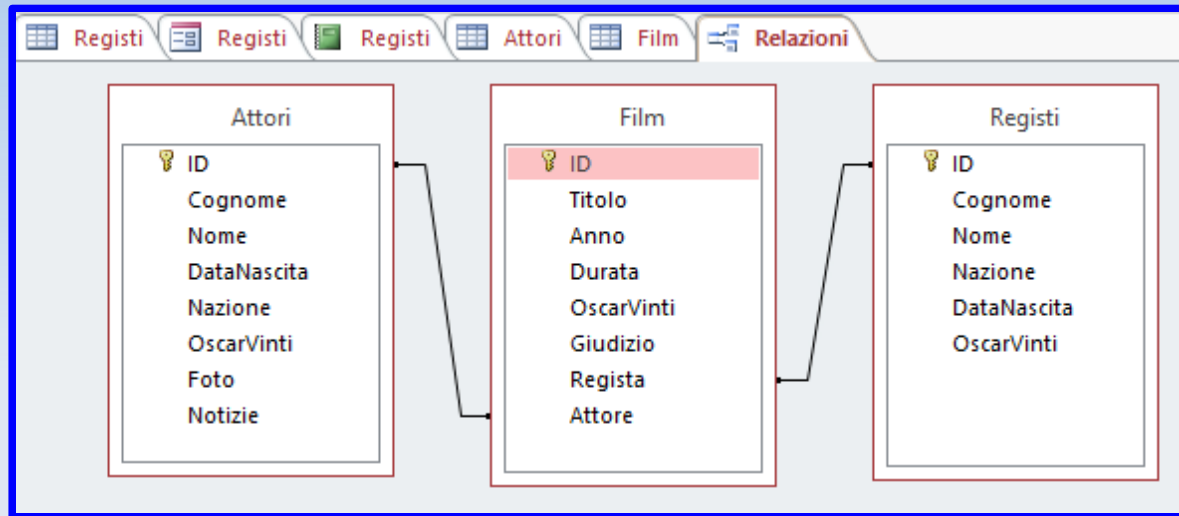 Registi Registi Registi Attori Film Relazioni
Attori
ID
Cognome
Nome
DataNascita
Nazione
OscarVinti
Foto
Notizie
Film
ID
Titolo
Anno
Durata
OscarVinti
Giudizio
Regista
Attore
Registi
ID
Cognome
Nome
Nazione
DataNascita
OscarVinti